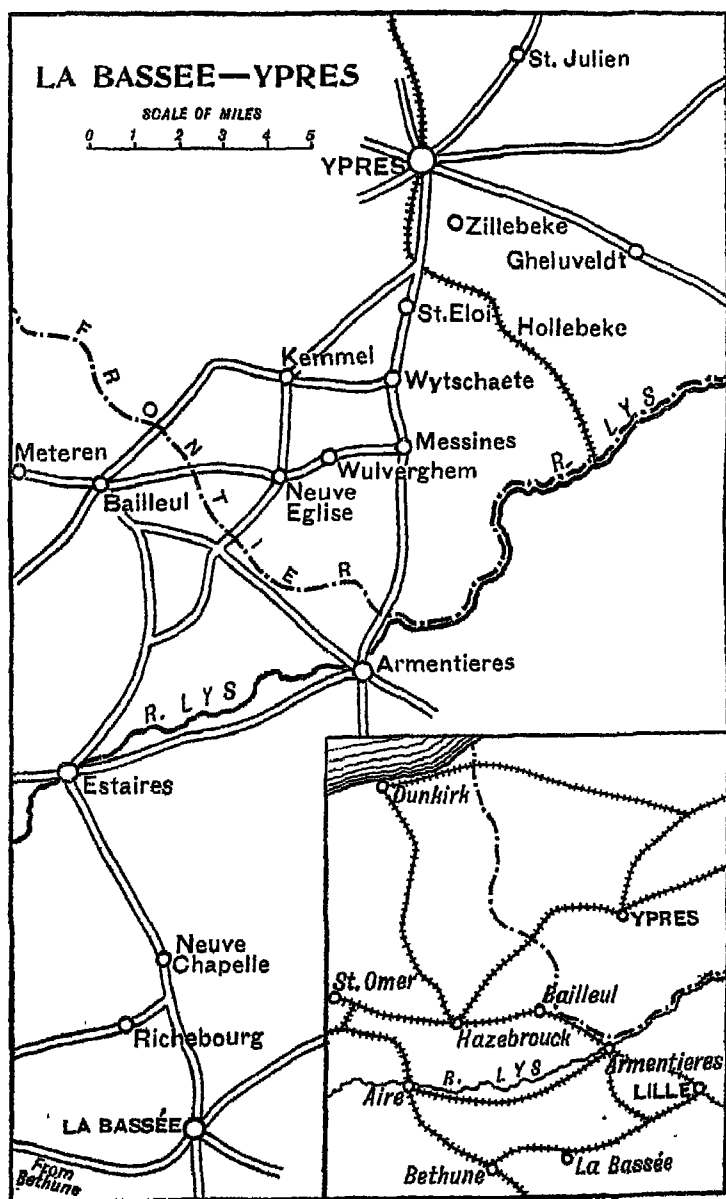 LA BASSEE—YPRES
SCALE OF MILES
0 1 2 3 4 5
St. Julien
YPRES
Zillebeke
Gheluveldt
St. Eloi
Hollebeke
Kemmel
Wytschaete
FRONTIER
R. LYS
Meteren
Messines
Wulverghem
Bailleul
Neuve
Eglise
Armentieres
R. LYS
Estaires
Neuve
Chapelle
Richebourg
LA BASSÉE
From
Bethune
Dunkirk
YPRES
St. Omer
Bailleul
Hazebrouck
R. LYS
Armentieres
Aire
LILLE
Bethune
La Bassée